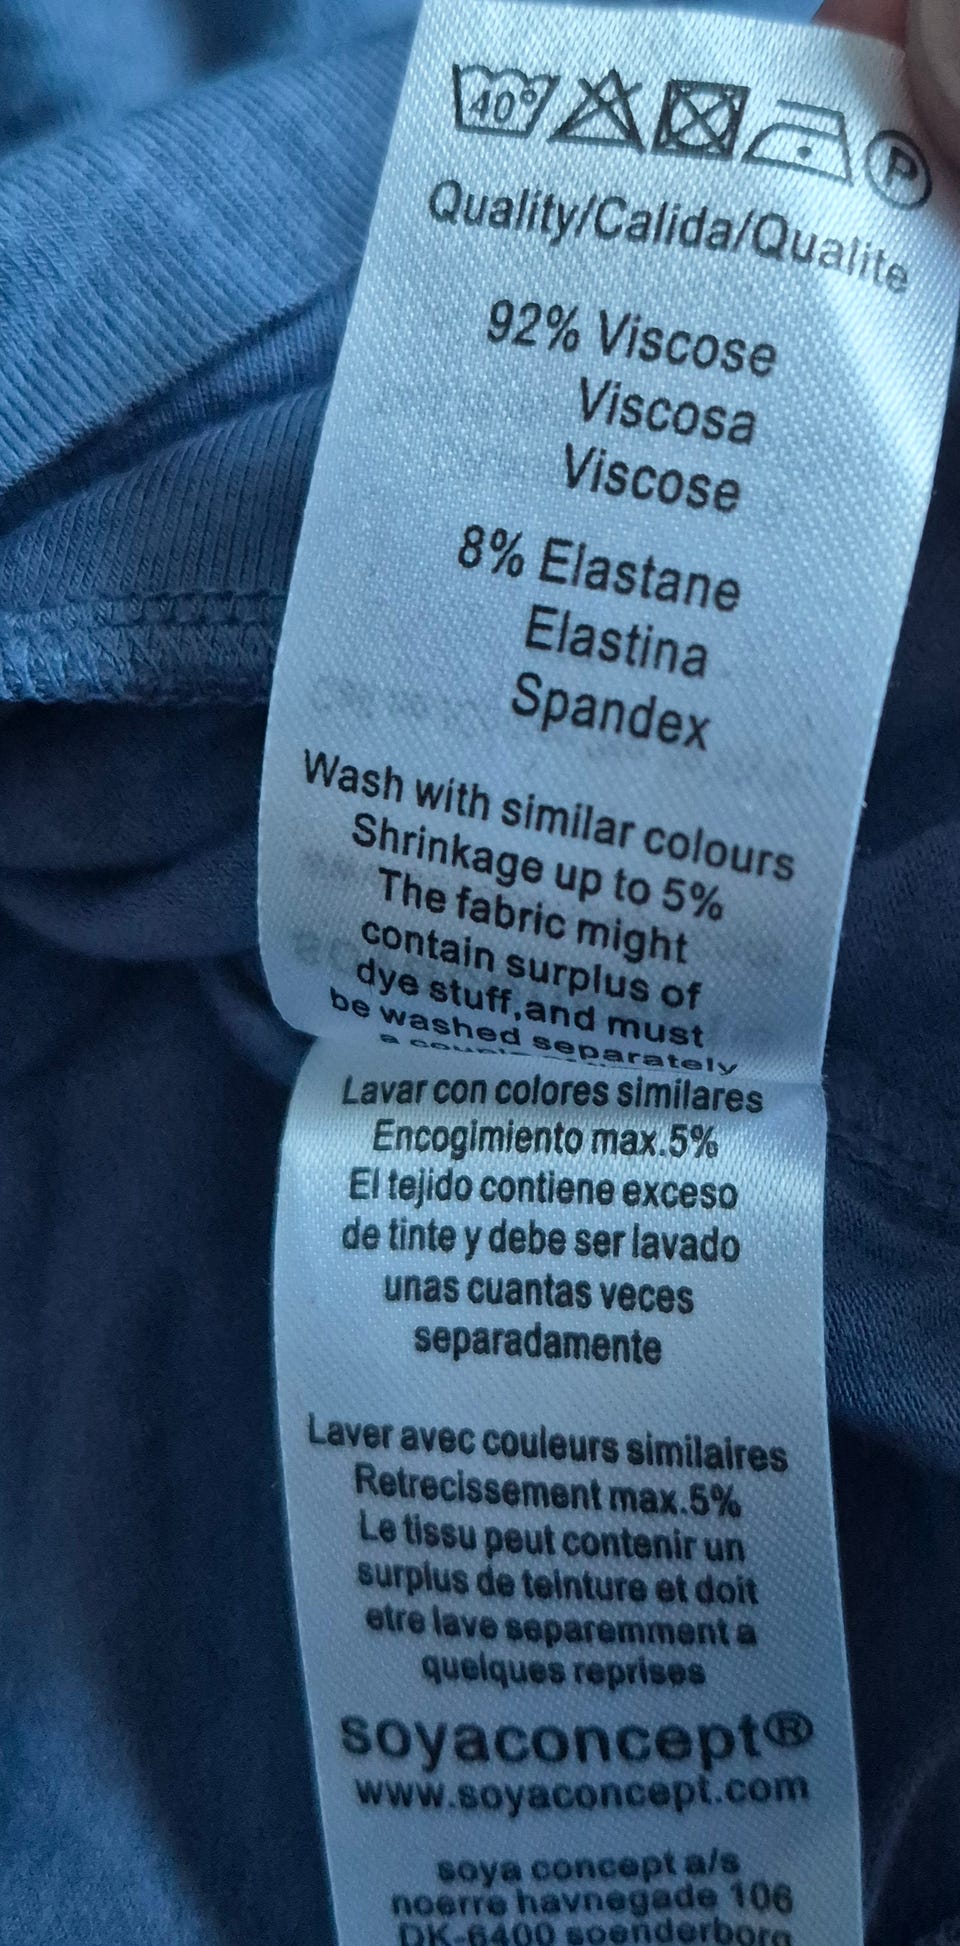 40°
P
Quality/Calida/Qualite
92% Viscose
Viscosa
Viscose
8% Elastane
Elastina
Spandex
Wash with similar colours
Shrinkage up to 5%
The fabric might
contain surplus of
dye stuff,and must
be washed separately
a
Lavar con colores similares
Encogimiento max.5%
El tejido contiene exceso
de tinte y debe ser lavado
unas cuantas veces
separadamente
Laver avec couleurs similaires
Retrecissement max.5%
Le tissu peut contenir un
surplus de teinture et doit
etre lave separemment a
quelques reprises
soyaconcept®
www.soyaconcept.com
soya concept a/s
noerre havnegade 106
DK-6400 soenderborg